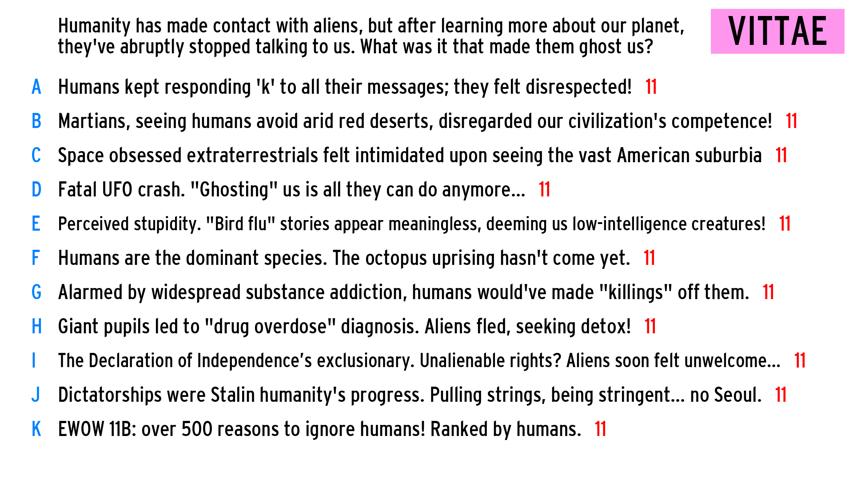 Humanity has made contact with aliens, but after learning more about our planet,
they've abruptly stopped talking to us. What was it that made them ghost us?
VITTAE
A Humans kept responding 'k' to all their messages; they felt disrespected! 11
B Martians, seeing humans avoid arid red deserts, disregarded our civilization's competence! 11
C Space obsessed extraterrestrials felt intimidated upon seeing the vast American suburbia 11
D Fatal UFO crash. "Ghosting" us is all they can do anymore... 11
E Perceived stupidity. "Bird flu" stories appear meaningless, deeming us low-intelligence creatures! 11
F Humans are the dominant species. The octopus uprising hasn't come yet. 11
G Alarmed by widespread substance addiction, humans would've made "killings" off them. 11
H Giant pupils led to "drug overdose" diagnosis. Aliens fled, seeking detox! 11
I The Declaration of Independence’s exclusionary. Unalienable rights? Aliens soon felt unwelcome... 11
J Dictatorships were Stalin humanity's progress. Pulling strings, being stringent... no Seoul. 11
K EWOW 11B: over 500 reasons to ignore humans! Ranked by humans. 11